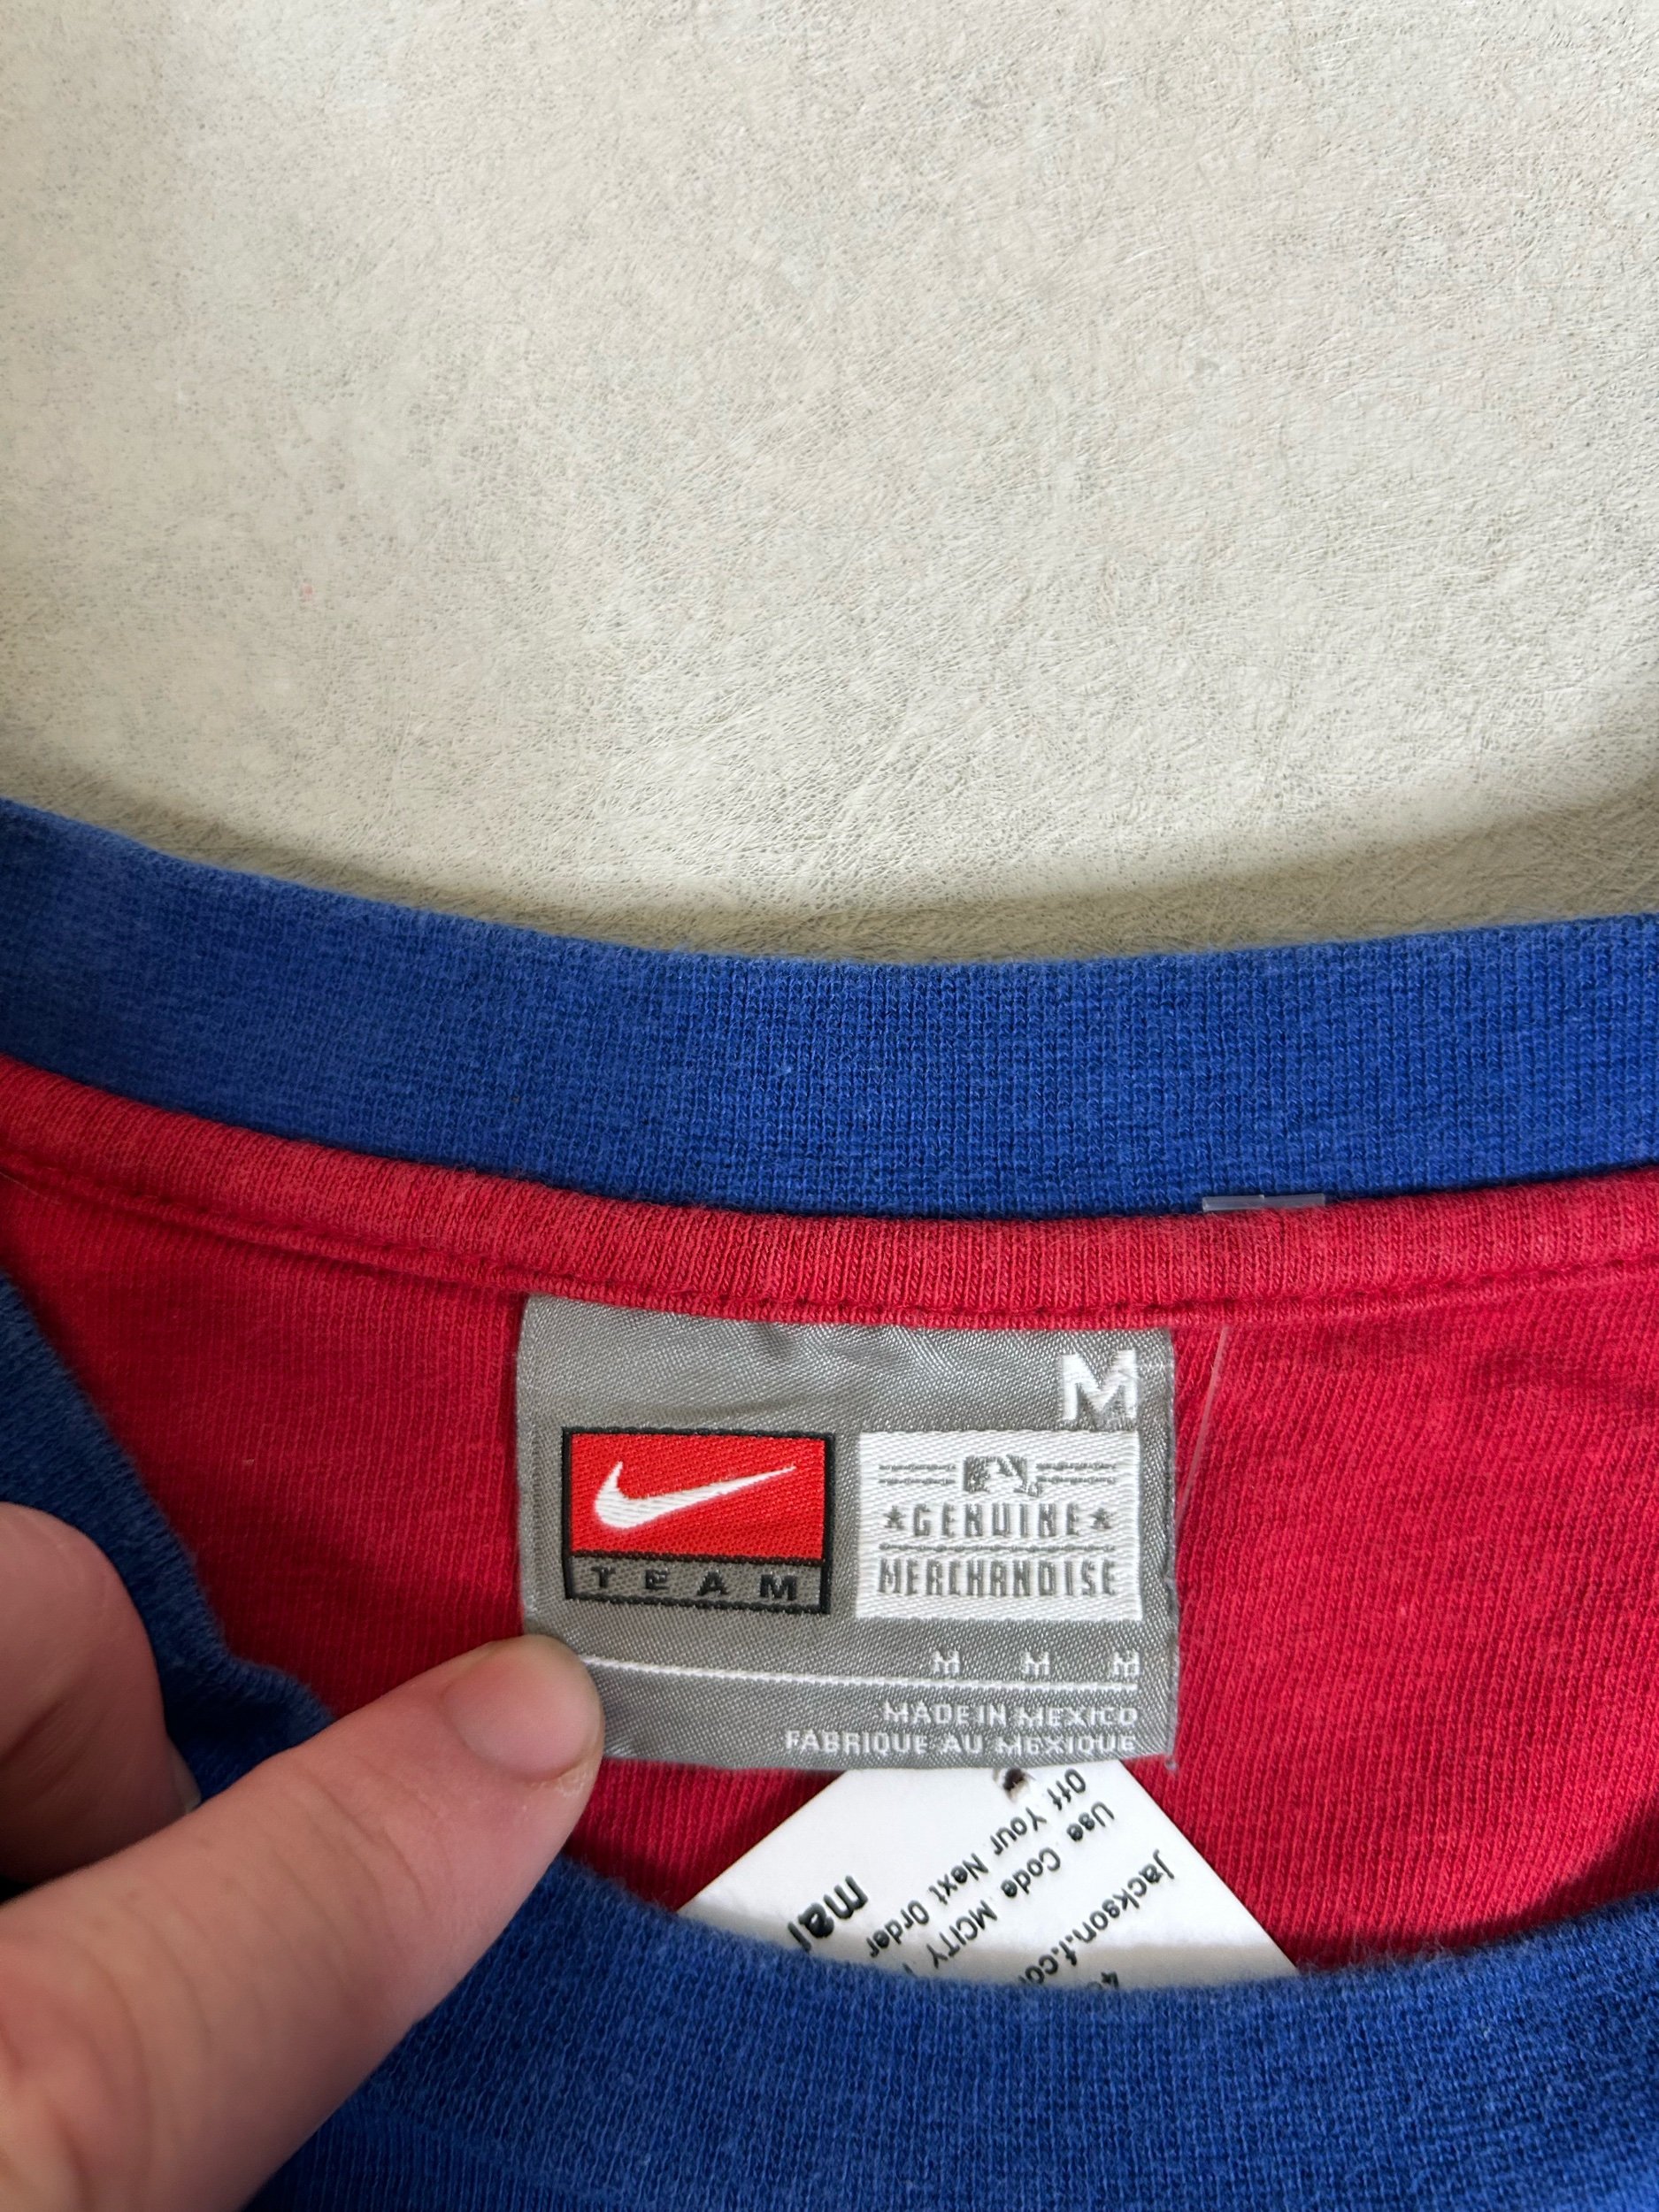 M
TEAM
★GENUINE★
MERCHANDISE
M M M
MADE IN MEXICO
FABRIQUE AU MEXIQUE
Off Your Next Order
Use Code MCITY